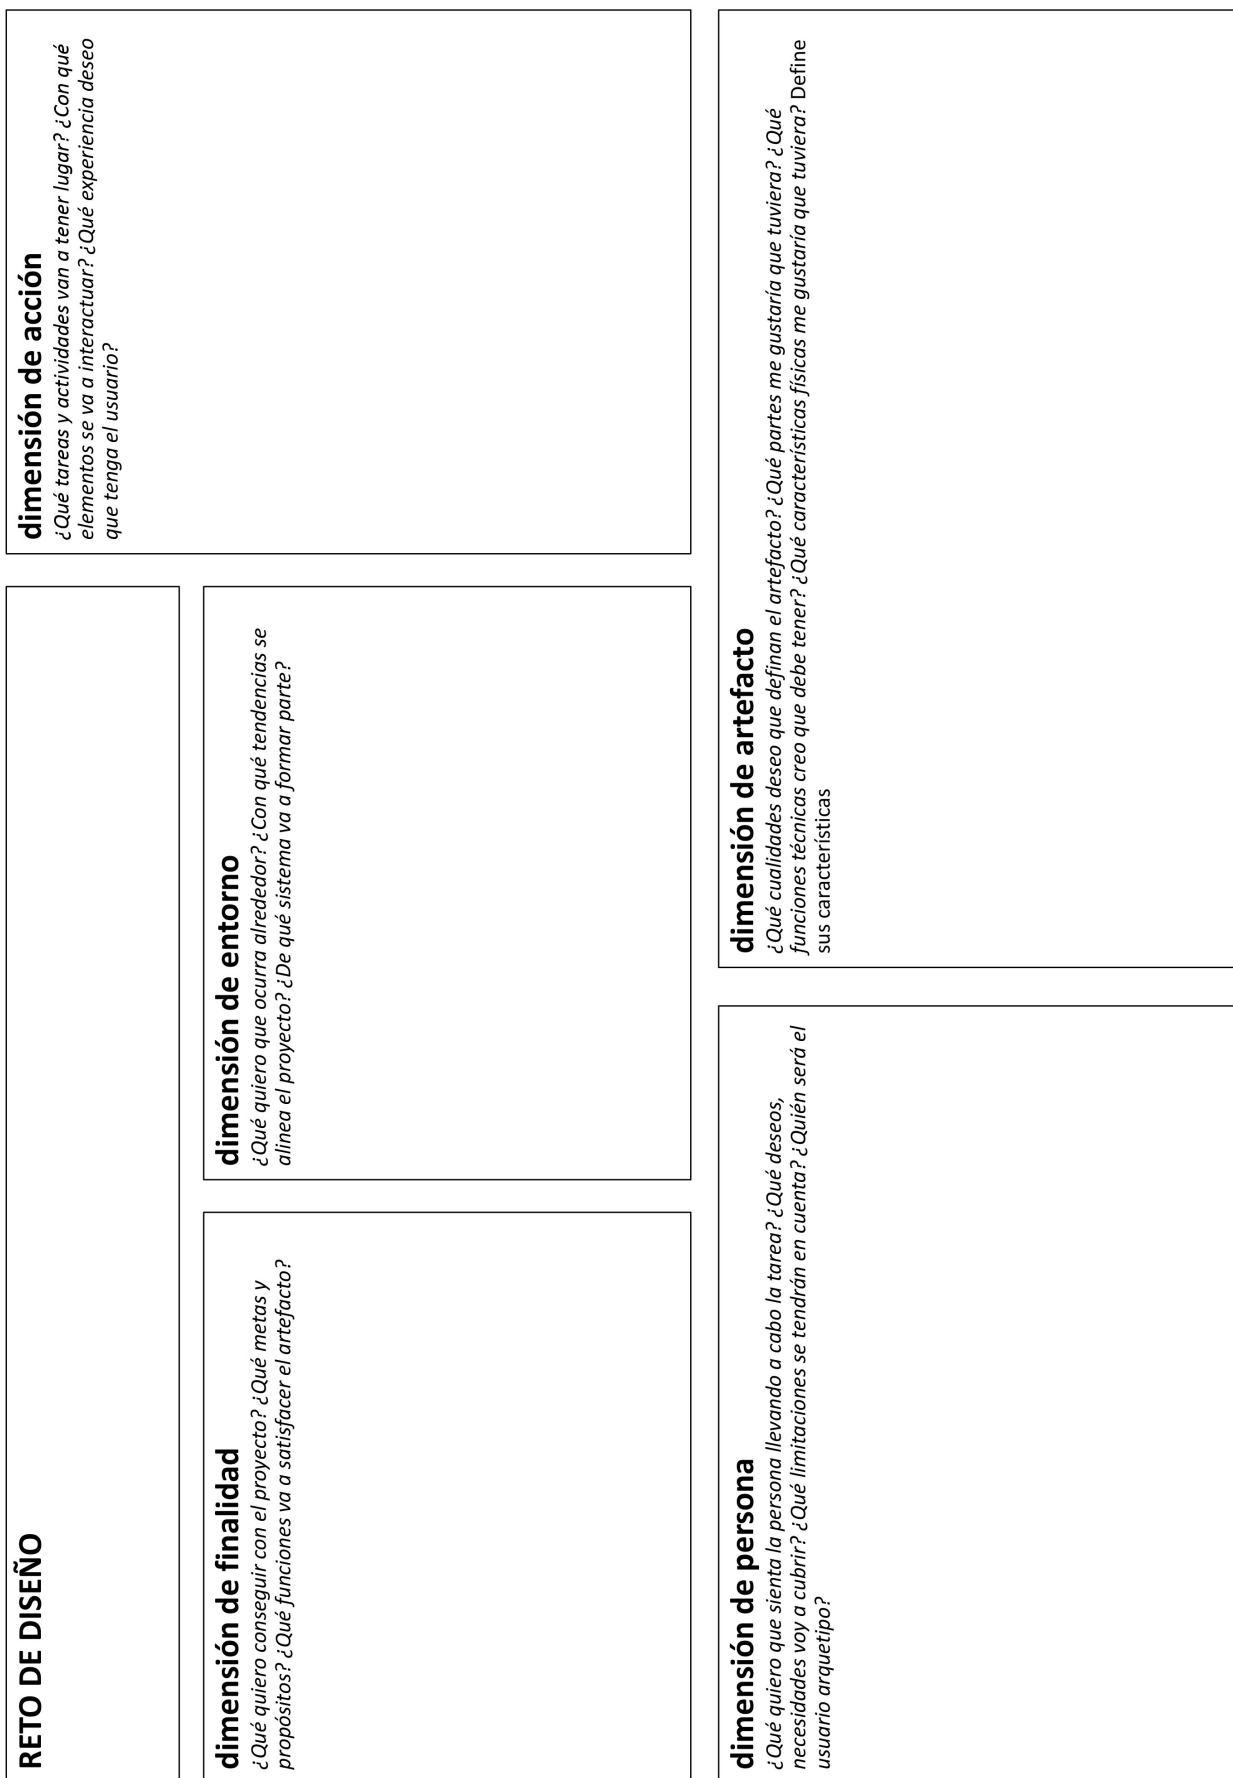 RETO DE DISEÑO
dimensión de finalidad
¿Qué quiero conseguir con el proyecto? ¿Qué metas y
propósitos? ¿Qué funciones va a satisfacer el artefacto?
dimensión de entorno
¿Qué quiero que ocurra alrededor? ¿Con qué tendencias se
alinea el proyecto? ¿De qué sistema va a formar parte?
dimensión de acción
¿Qué tareas y actividades van a tener lugar? ¿Con qué
elementos se va a interactuar? ¿Qué experiencia deseo
que tenga el usuario?
dimensión de persona
¿Qué quiero que sienta la persona llevando a cabo la tarea? ¿Qué deseos,
necesidades voy a cubrir? ¿Qué limitaciones se tendrán en cuenta? ¿Quién será el
usuario arquetipo?
dimensión de artefacto
¿Qué cualidades deseo que definan el artefacto? ¿Qué partes me gustaría que tuviera? ¿Qué
funciones técnicas creo que debe tener? ¿Qué características físicas me gustaría que tuviera? Define
sus características